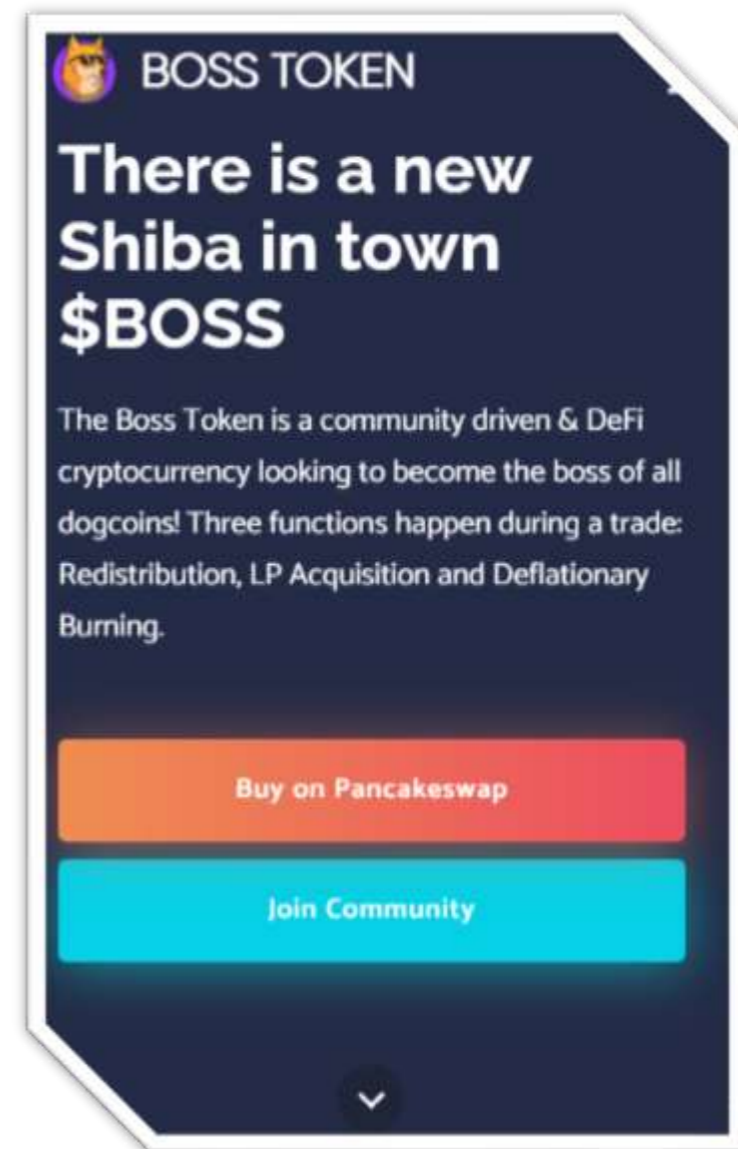 BOSS TOKEN
There is a new
Shiba in town
$BOSS
The Boss Token is a community driven & DeFi
cryptocurrency looking to become the boss of all
dogcoins! Three functions happen during a trade:
Redistribution, LP Acquisition and Deflationary
Burning.
Buy on Pancakeswap
Join Community